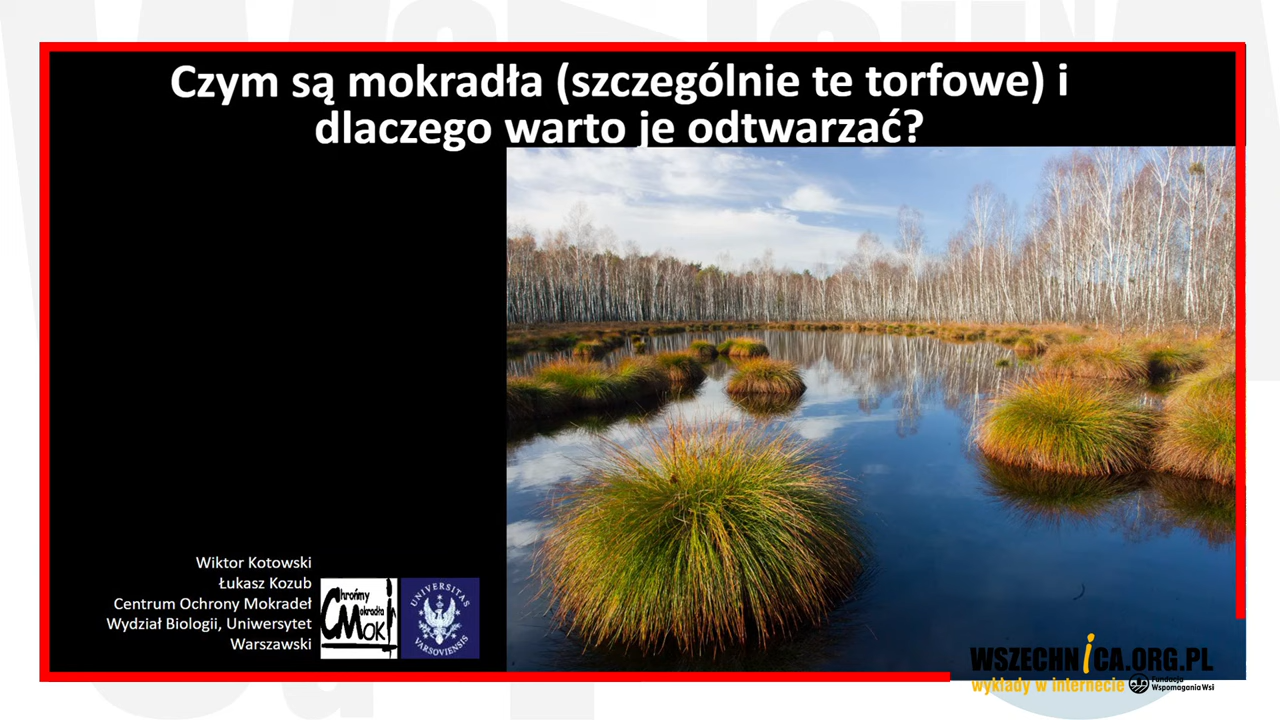 Czym są mokradła (szczególnie te torfowe) i
dlaczego warto je odtwarzać?
Wiktor Kotowski
Łukasz Kozub
Centrum Ochrony Mokradeł
Wydział Biologii, Uniwersytet
Warszawski
Chrońmy
Mokradła
CMok!
UNIVERSITAS
VARSOVIENSIS
WSZECHNiCA.ORG.PL
wykłady w internecie
Fundacja
Wspomagania Wsi